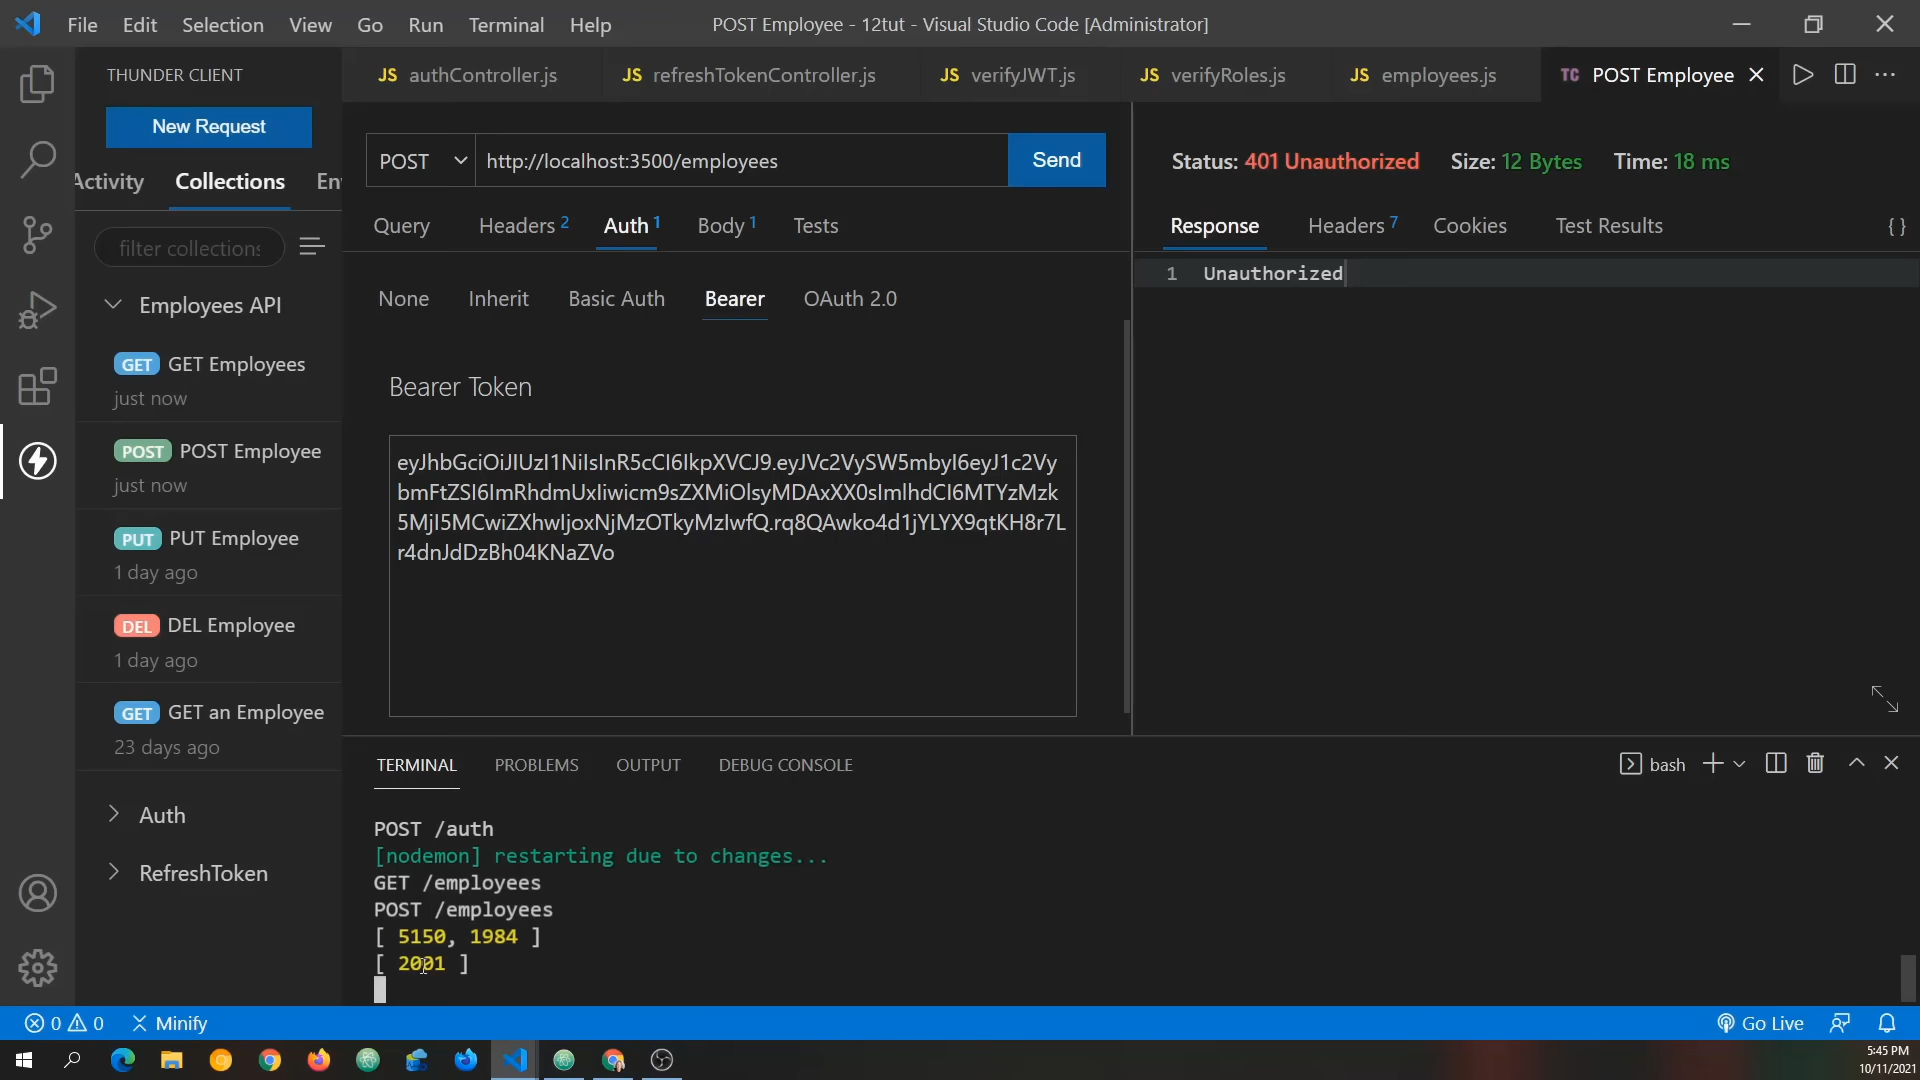 File Edit Selection View Go Run Terminal Help
POST Employee - 12tut - Visual Studio Code [Administrator]
THUNDER CLIENT
JS authController.js
JS refreshTokenController.js
JS verifyJWT.js
JS verifyRoles.js
JS employees.js
TC POST Employee
New Request
Activity Collections
filter collections
Employees API
GET GET Employees
just now
POST POST Employee
just now
PUT PUT Employee
1 day ago
DEL DEL Employee
1 day ago
GET GET an Employee
23 days ago
Auth
RefreshToken
POST http://localhost:3500/employees Send
Query Headers 2 Auth 1 Body 1 Tests
None Inherit Basic Auth Bearer OAuth 2.0
Bearer Token
eyJhbGciOiJIUzI1NiIsInR5cCI6IkpXVCJ9.eyJVc2VySW5mbyI6eyJ1c2Vy
bmFtZSI6ImRhdmUxIiwicm9sZXMiOlsyMDAxXX0sImlhdCI6MTYzMzk
5MjI5MCwiZXhwIjoxNjMzOTkyMzIwfQ.rq8QAwko4d1jYLYX9qtKH8r7L
r4dnJdDzBh04KNaZVo
Status: 401 Unauthorized Size: 12 Bytes Time: 18 ms
Response Headers 7 Cookies Test Results { }
1 Unauthorized
TERMINAL PROBLEMS OUTPUT DEBUG CONSOLE
bash
POST /auth
[nodemon] restarting due to changes...
GET /employees
POST /employees
[ 5150, 1984 ]
[ 2001 ]
0 0 Minify
Go Live
5:45 PM
10/11/2021